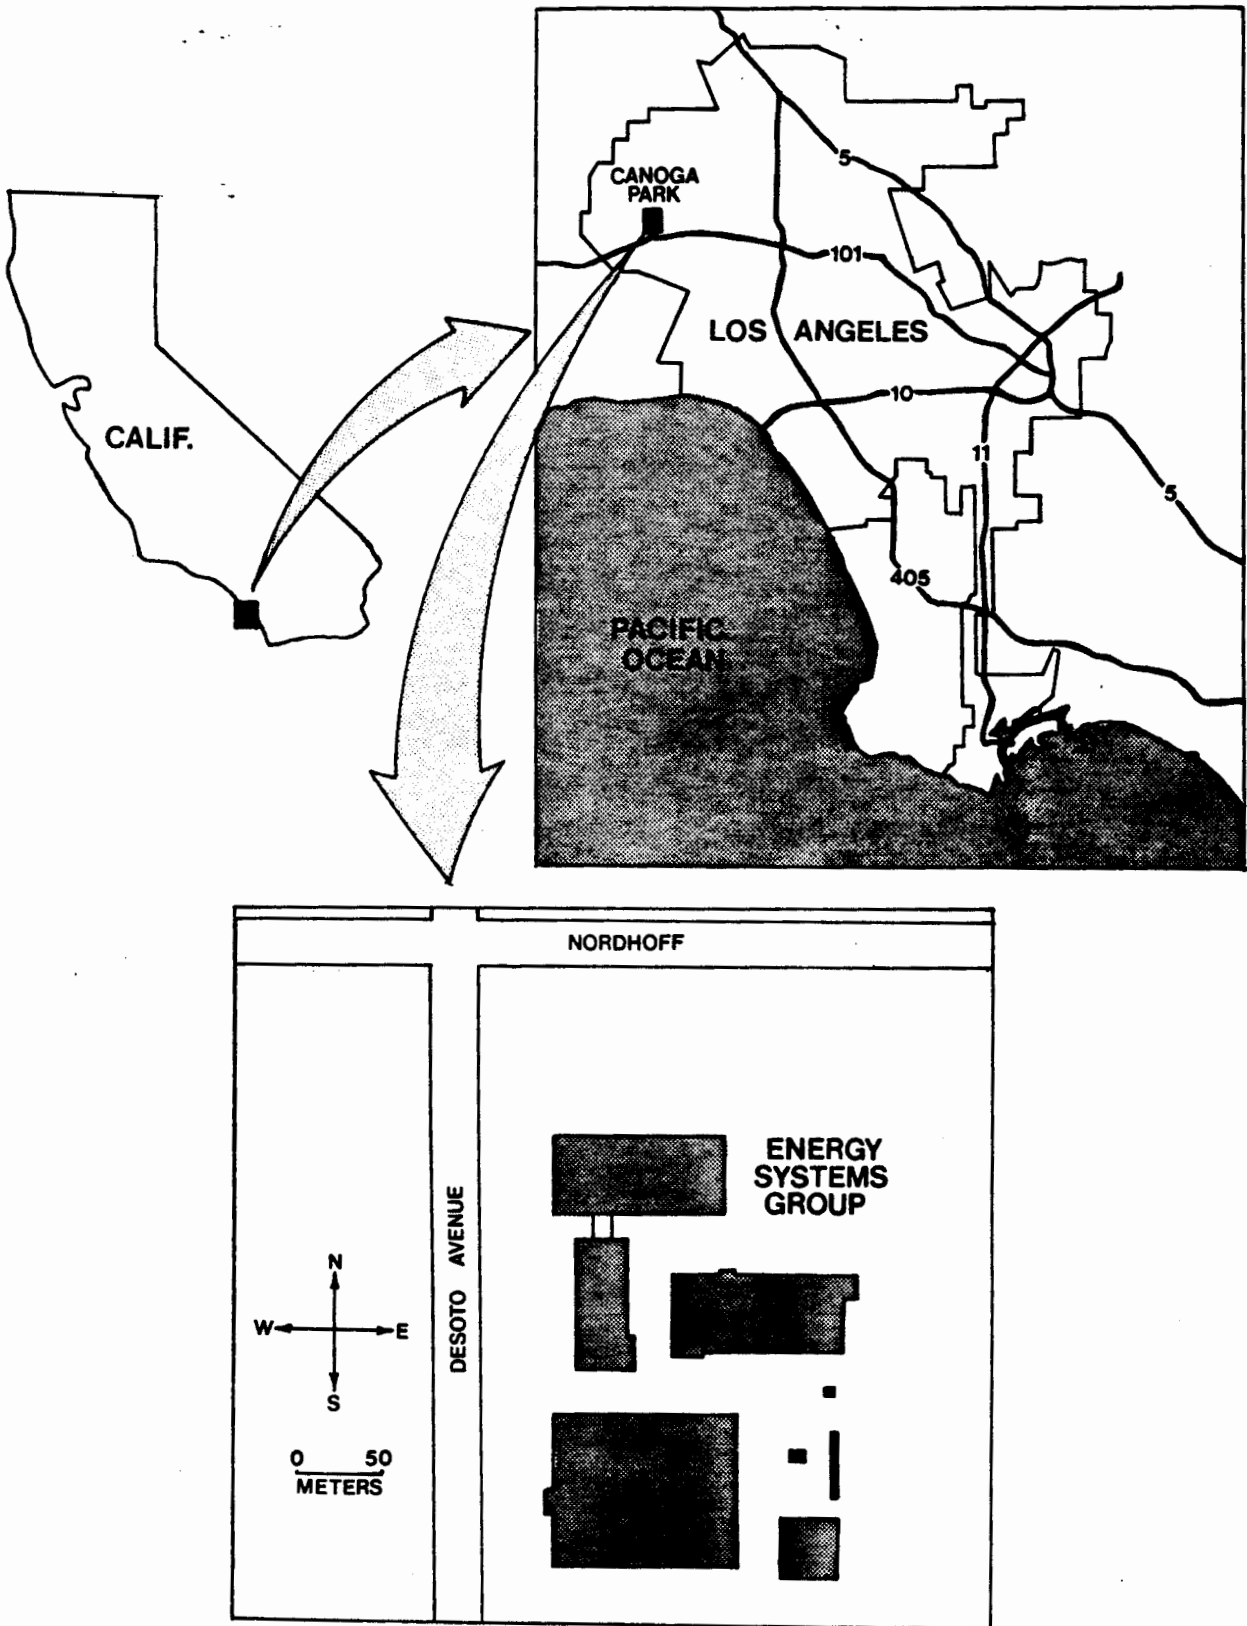 CALIF.
CANOGA
PARK
5
101
LOS ANGELES
10
11
5
405
PACIFIC
OCEAN
NORDHOFF
DESOTO AVENUE
ENERGY
SYSTEMS
GROUP
N
W E
S
0 50
METERS